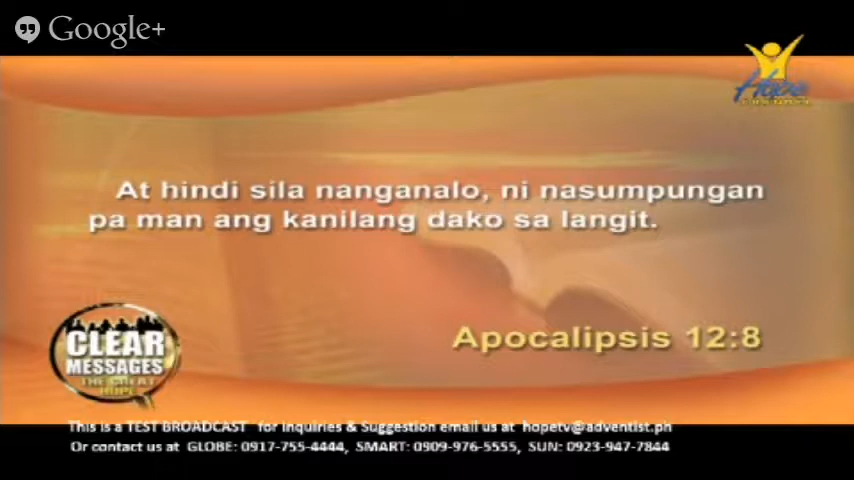 Google+
Hope
CHANNEL
At hindi sila nanganalo, ni nasumpungan
pa man ang kanilang dako sa langit.
Apocalipsis 12:8
CLEAR
MESSAGES
THE GREAT
HOPE
This is a TEST BROADCAST for inquiries & Suggestion email us at hopetv@adventist.ph
Or contact us at GLOBE: 0917-755-4444, SMART: 0909-976-5555, SUN: 0923-947-7844